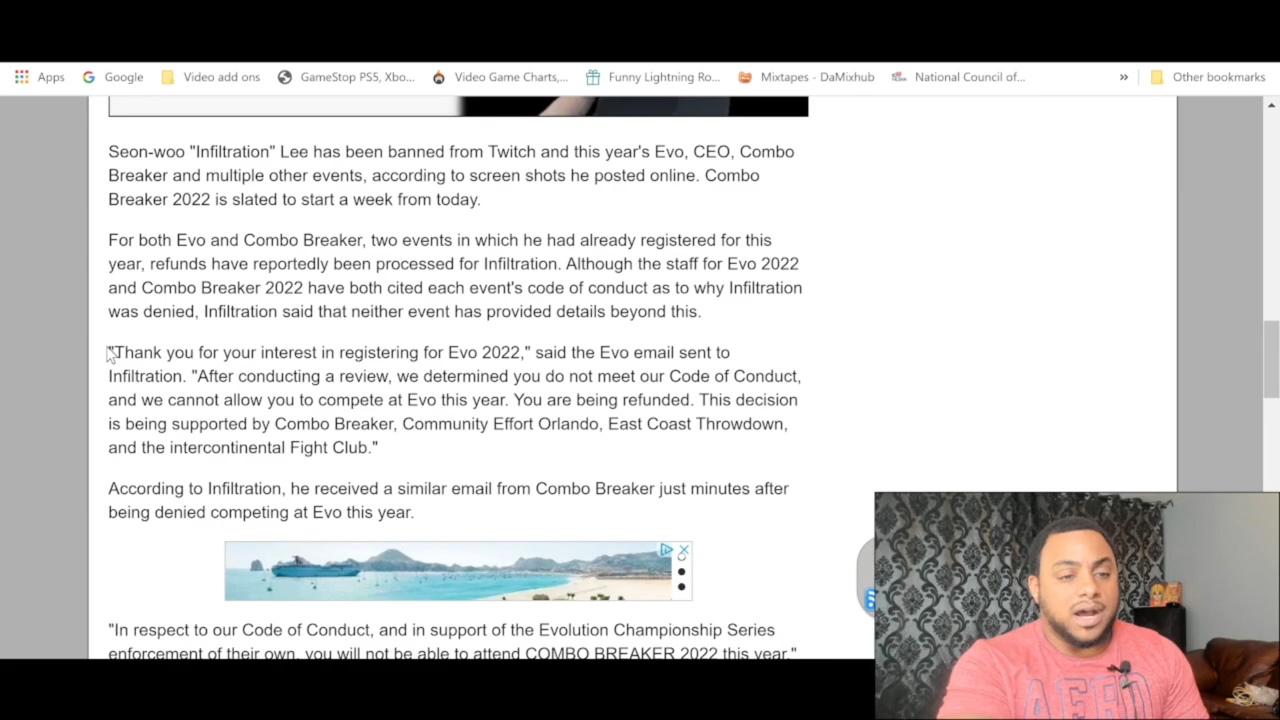 Apps Google Video add ons GameStop PS5, Xbo... Video Game Charts,... Funny Lightning Ro... Mixtapes - DaMixhub National Council of... » Other bookmarks
Seon-woo "Infiltration" Lee has been banned from Twitch and this year's Evo, CEO, Combo
Breaker and multiple other events, according to screen shots he posted online. Combo
Breaker 2022 is slated to start a week from today.
For both Evo and Combo Breaker, two events in which he had already registered for this
year, refunds have reportedly been processed for Infiltration. Although the staff for Evo 2022
and Combo Breaker 2022 have both cited each event's code of conduct as to why Infiltration
was denied, Infiltration said that neither event has provided details beyond this.
"Thank you for your interest in registering for Evo 2022," said the Evo email sent to
Infiltration. "After conducting a review, we determined you do not meet our Code of Conduct,
and we cannot allow you to compete at Evo this year. You are being refunded. This decision
is being supported by Combo Breaker, Community Effort Orlando, East Coast Throwdown,
and the intercontinental Fight Club."
According to Infiltration, he received a similar email from Combo Breaker just minutes after
being denied competing at Evo this year.
"In respect to our Code of Conduct, and in support of the Evolution Championship Series
enforcement of their own, you will not be able to attend COMBO BREAKER 2022 this year,"
AERO